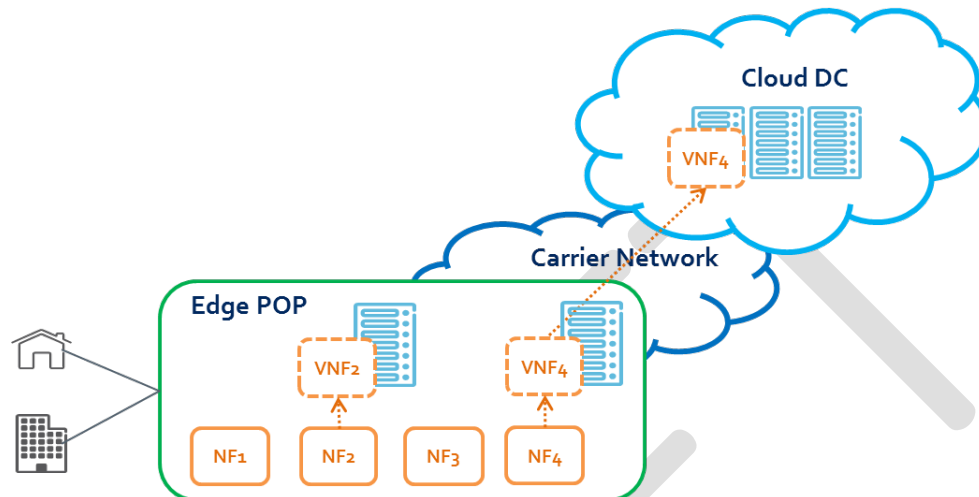 Cloud DC
VNF4
Carrier Network
Edge POP
VNF2
VNF4
NF1
NF2
NF3
NF4